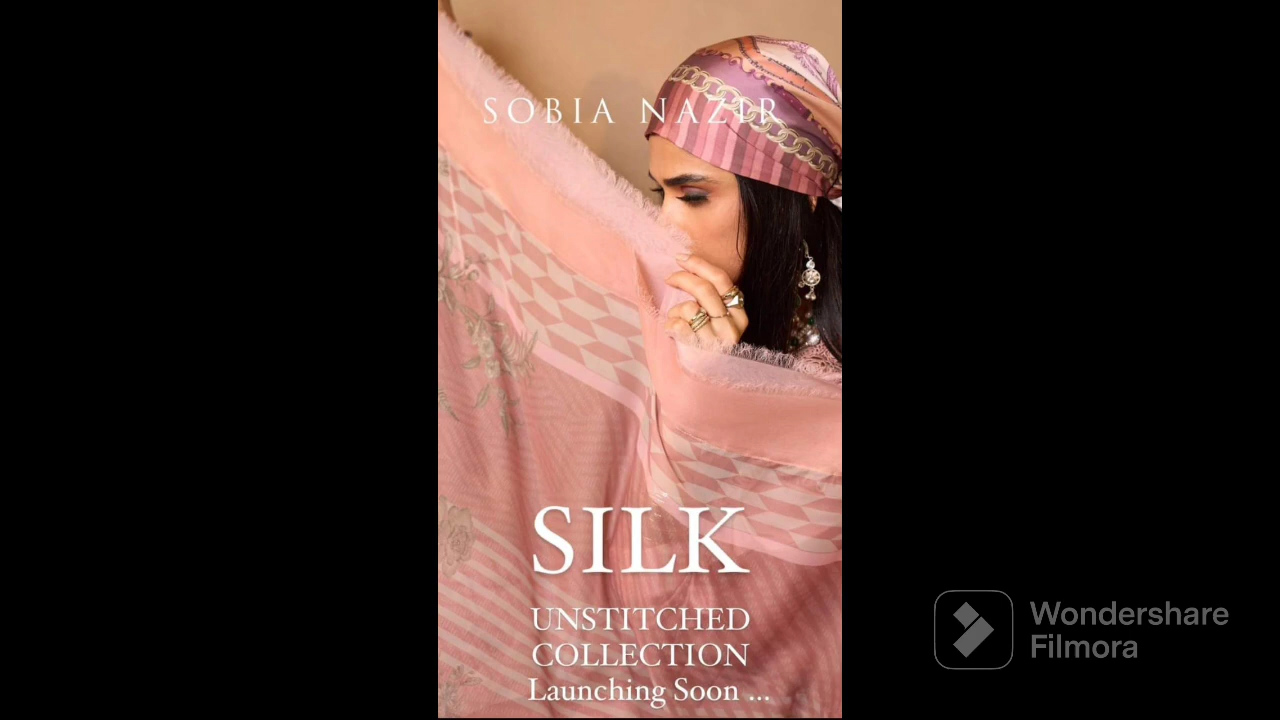 SOBIA NAZIR
SILK
UNSTITCHED
COLLECTION
Launching Soon ...
Wondershare
Filmora